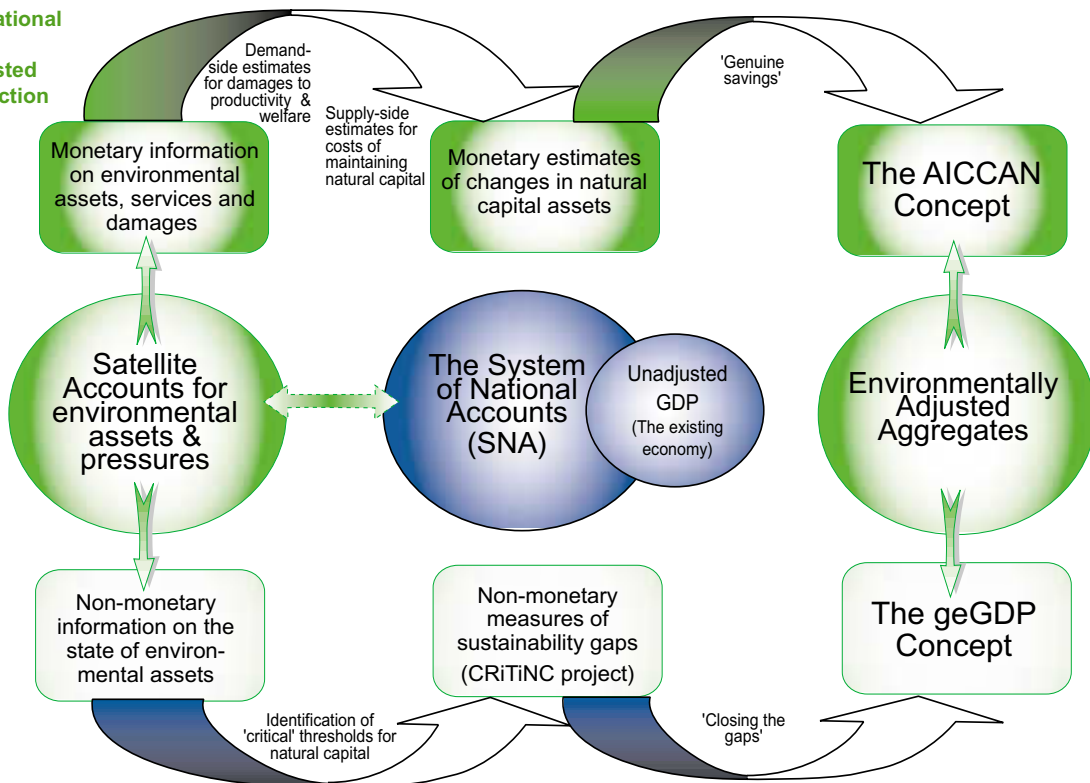 ational
sted
ction
Demand-
side estimates
for damages to
productivity &
welfare
Supply-side
estimates for
costs of
maintaining
natural capital
'Genuine
savings'
Monetary information
on environmental
assets, services and
damages
Monetary estimates
of changes in natural
capital assets
The AICCAN
Concept
Satellite
Accounts for
environmental
assets &
pressures
The System
of National
Accounts
(SNA)
Unadjusted
GDP
(The existing
economy)
Environmentally
Adjusted
Aggregates
Non-monetary
information on the
state of environ-
mental assets
Non-monetary
measures of
sustainability gaps
(CRiTiNC project)
The geGDP
Concept
Identification of
'critical' thresholds for
natural capital
'Closing the
gaps'